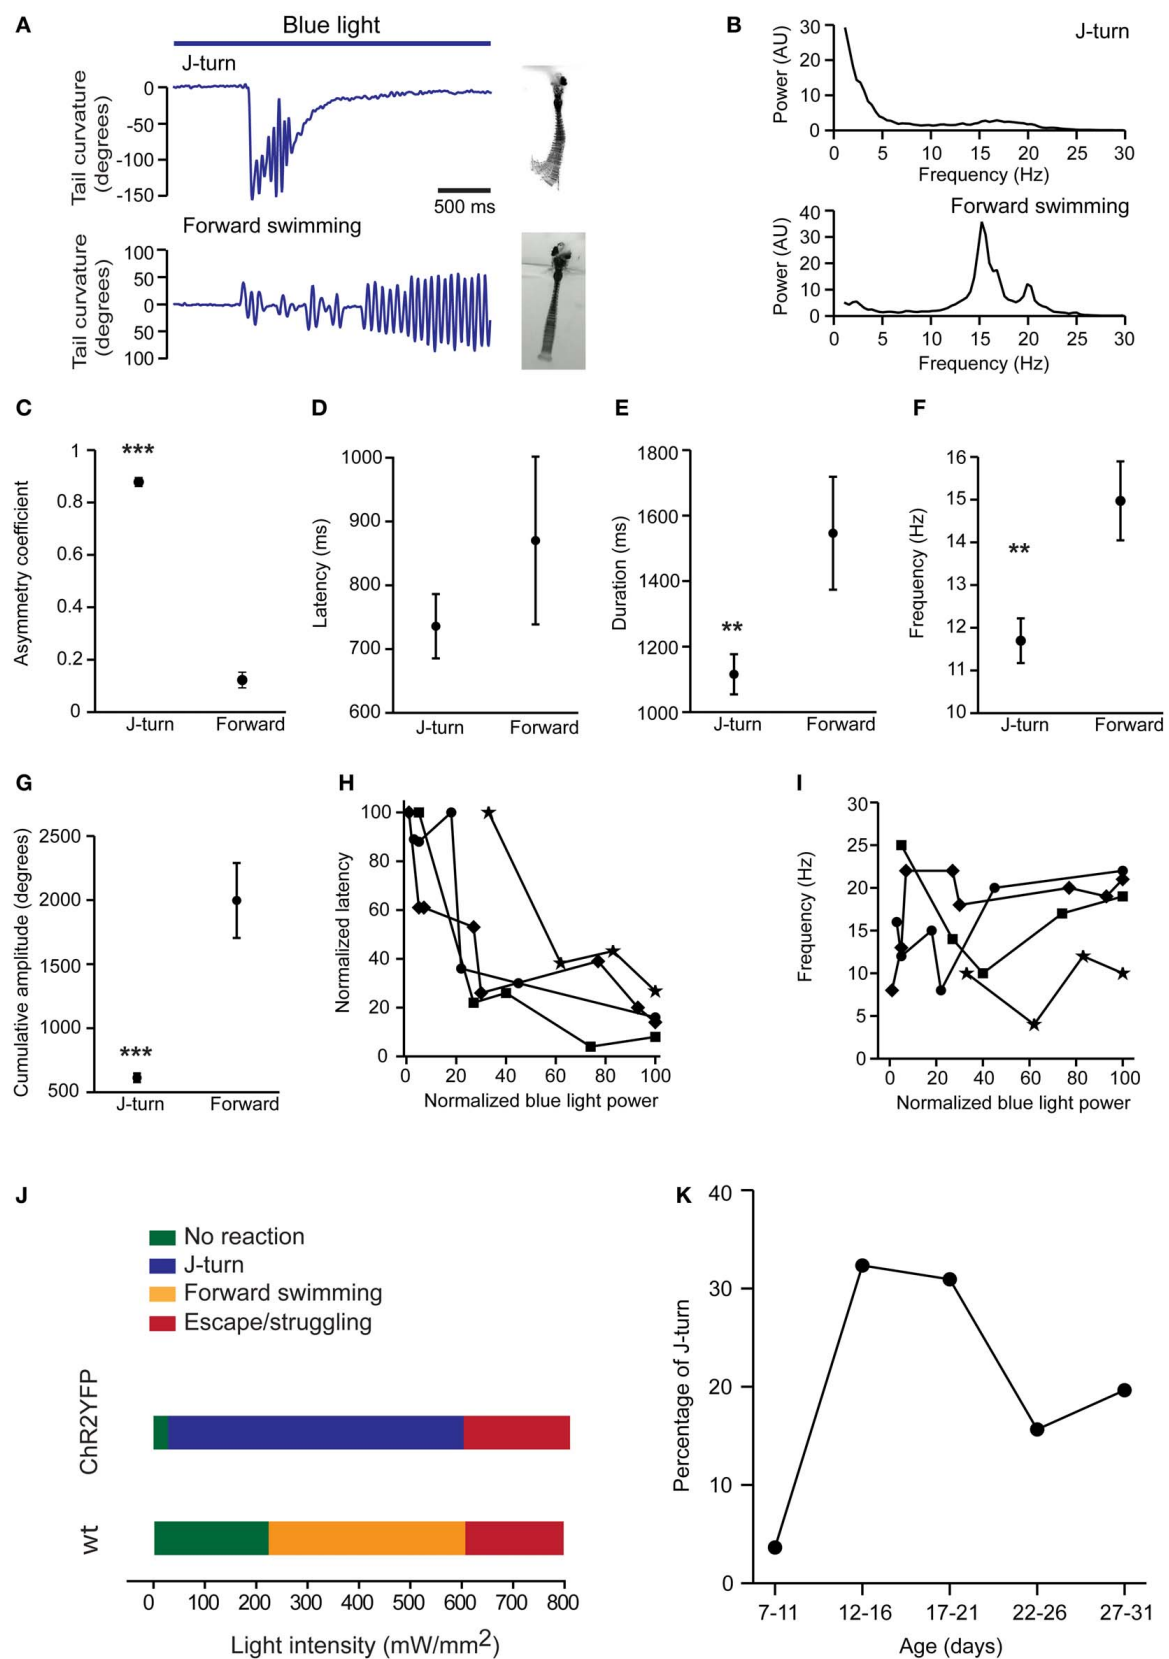 A
Blue light
J-turn
Tail curvature
(degrees)
0
-50
-100
-150
500 ms
Forward swimming
Tail curvature
(degrees)
100
50
0
50
100
B
J-turn
Power (AU)
30
20
10
0
0 5 10 15 20 25 30
Frequency (Hz)
Forward swimming
Power (AU)
40
30
20
10
0
0 5 10 15 20 25 30
Frequency (Hz)
C
Asymmetry coefficient
1
0.8
0.6
0.4
0.2
0
***
J-turn Forward
D
Latency (ms)
1000
900
800
700
600
J-turn Forward
E
Duration (ms)
1800
1600
1400
1200
1000
**
J-turn Forward
F
Frequency (Hz)
16
15
14
13
12
11
10
**
J-turn Forward
G
Cumulative amplitude (degrees)
2500
2000
1500
1000
500
***
J-turn Forward
H
Normalized latency
100
80
60
40
20
0
0 20 40 60 80 100
Normalized blue light power
I
Frequency (Hz)
30
25
20
15
10
5
0
0 20 40 60 80 100
Normalized blue light power
J
No reaction
J-turn
Forward swimming
Escape/struggling
ChR2YFP
wt
0 100 200 300 400 500 600 700 800
Light intensity (mW/mm²)
K
Percentage of J-turn
40
30
20
10
0
7-11 12-16 17-21 22-26 27-31
Age (days)